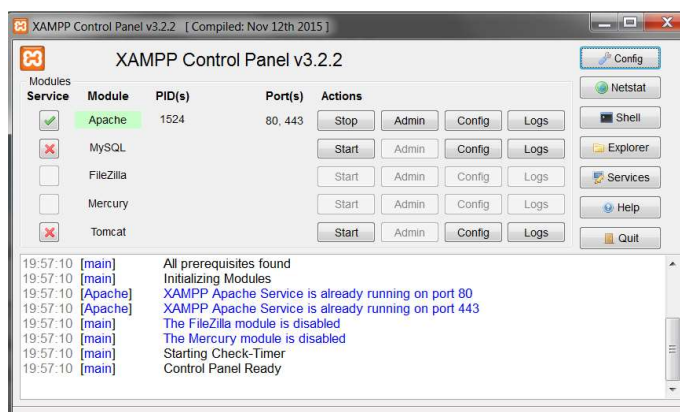 XAMPP Control Panel v3.2.2 [ Compiled: Nov 12th 2015 ]
XAMPP Control Panel v3.2.2
Config
Modules
Service Module PID(s) Port(s) Actions
Netstat
Apache 1524 80, 443 Stop Admin Config Logs
Shell
MySQL Start Admin Config Logs
Explorer
FileZilla Start Admin Config Logs
Services
Mercury Start Admin Config Logs
Help
Tomcat Start Admin Config Logs
Quit
19:57:10 [main] All prerequisites found
19:57:10 [main] Initializing Modules
19:57:10 [Apache] XAMPP Apache Service is already running on port 80
19:57:10 [Apache] XAMPP Apache Service is already running on port 443
19:57:10 [main] The FileZilla module is disabled
19:57:10 [main] The Mercury module is disabled
19:57:10 [main] Starting Check-Timer
19:57:10 [main] Control Panel Ready